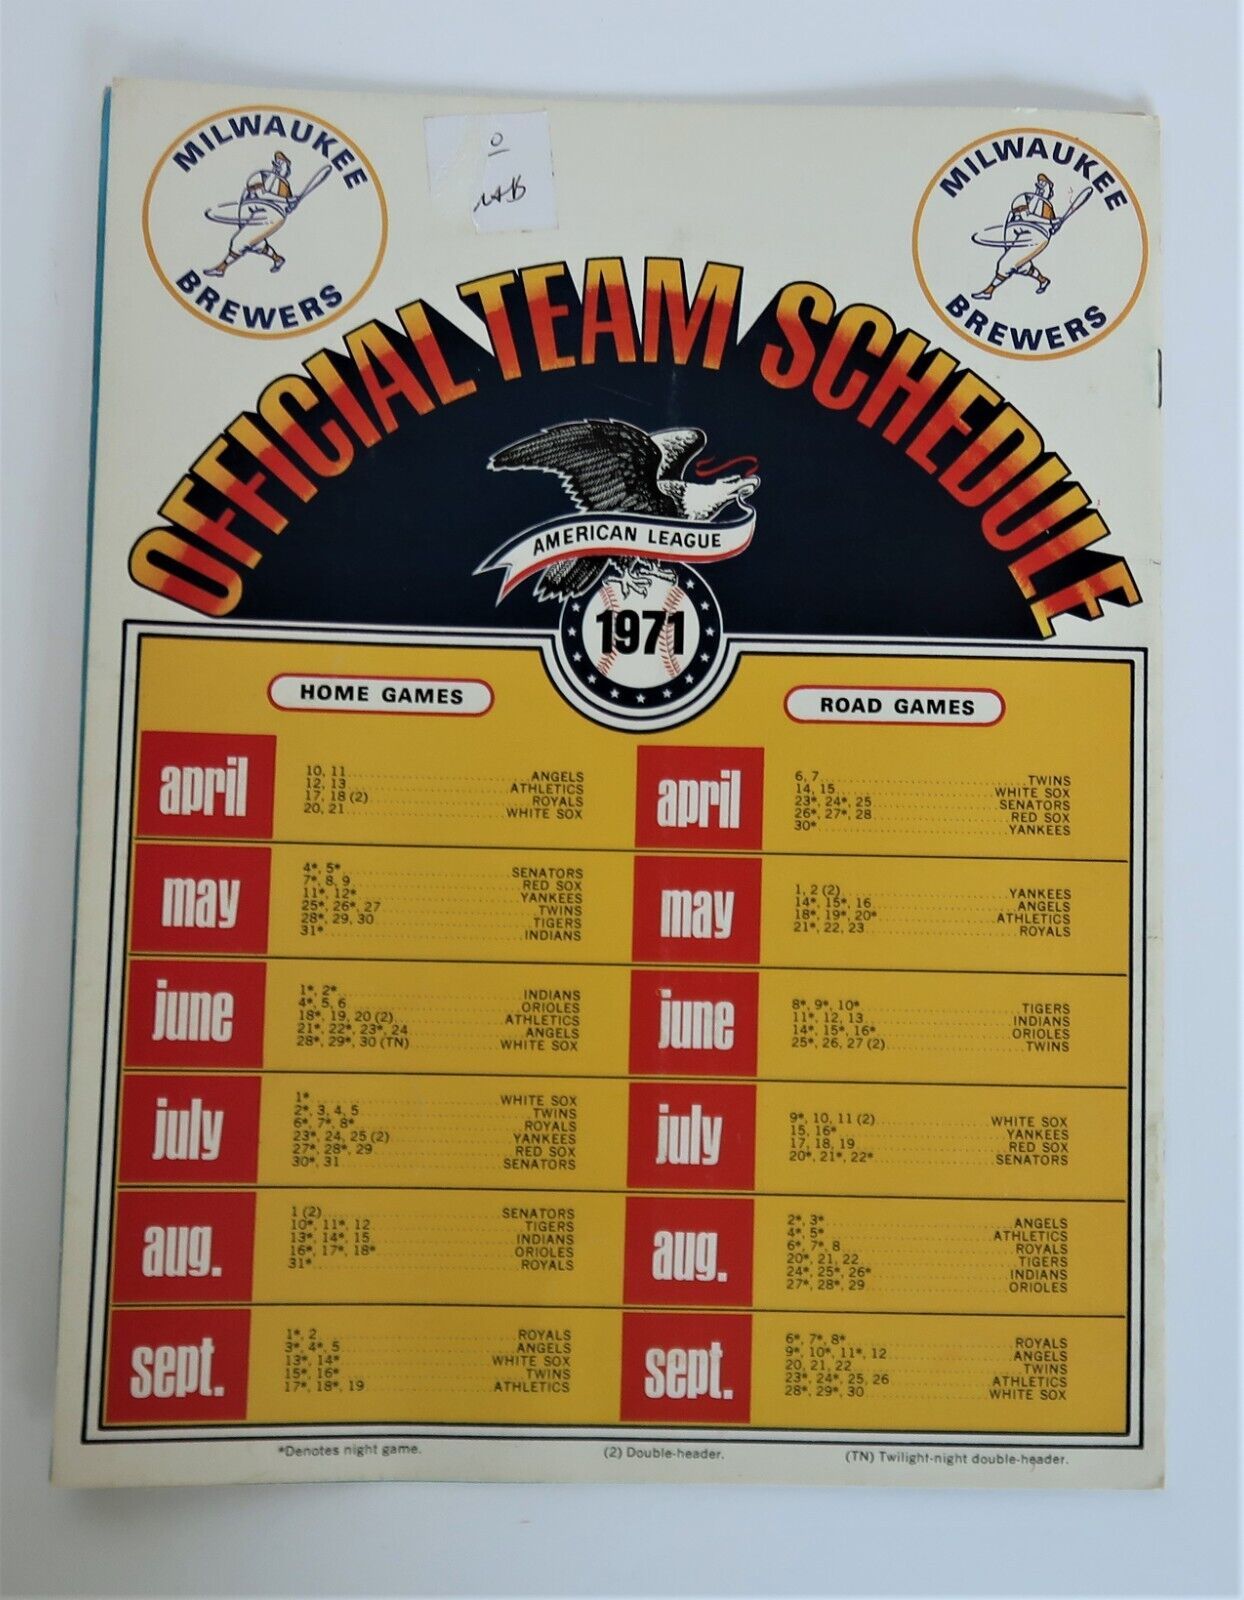 MILWAUKEE
BREWERS
O
MILWAUKEE
BREWERS
OFFICIAL TEAM SCHEDULE
AMERICAN LEAGUE
1971
HOME GAMES
april
10, 11 ANGELS
12, 13 ATHLETICS
17, 18 (2) ROYALS
20, 21 WHITE SOX
may
4*, 5* SENATORS
7*, 8, 9 RED SOX
11*, 12* YANKEES
25*, 26*, 27 TWINS
28*, 29, 30 TIGERS
31* INDIANS
june
1*, 2* INDIANS
4*, 5, 6 ORIOLES
18*, 19, 20 (2) ATHLETICS
21*, 22*, 23*, 24 ANGELS
28*, 29*, 30 (TN) WHITE SOX
july
1* WHITE SOX
2*, 3, 4, 5 TWINS
6*, 7*, 8* ROYALS
23*, 24, 25 (2) YANKEES
27*, 28*, 29 RED SOX
30*, 31 SENATORS
aug.
1 (2) SENATORS
10*, 11*, 12 TIGERS
13*, 14*, 15 INDIANS
16*, 17*, 18* ORIOLES
31* ROYALS
sept.
1*, 2 ROYALS
3*, 4*, 5 ANGELS
13*, 14* WHITE SOX
15*, 16* TWINS
17*, 18*, 19 ATHLETICS
ROAD GAMES
april
6, 7 TWINS
14, 15 WHITE SOX
23*, 24*, 25 SENATORS
26*, 27*, 28 RED SOX
30* YANKEES
may
1, 2 (2) YANKEES
14*, 15*, 16 ANGELS
18*, 19*, 20* ATHLETICS
21*, 22, 23 ROYALS
june
8*, 9*, 10* TIGERS
11*, 12, 13 INDIANS
14*, 15*, 16* ORIOLES
25*, 26, 27 (2) TWINS
july
9*, 10, 11 (2) WHITE SOX
15, 16* YANKEES
17, 18, 19 RED SOX
20*, 21*, 22* SENATORS
aug.
2*, 3* ANGELS
4*, 5* ATHLETICS
6*, 7*, 8 ROYALS
20*, 21, 22 TIGERS
24*, 25*, 26* INDIANS
27*, 28*, 29 ORIOLES
sept.
6*, 7*, 8* ROYALS
9*, 10*, 11*, 12 ANGELS
20, 21, 22 TWINS
23*, 24*, 25, 26 ATHLETICS
28*, 29*, 30 WHITE SOX
*Denotes night game. (2) Double-header. (TN) Twilight-night double-header.